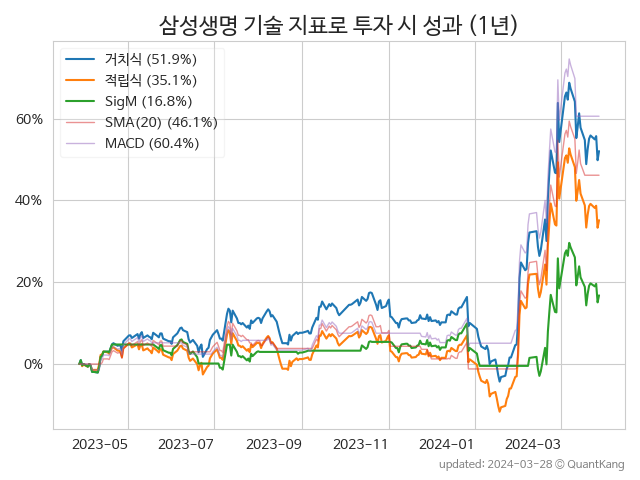 삼성생명 기술 지표로 투자 시 성과 (1년)
거치식 (51.9%)
적립식 (35.1%)
SigM (16.8%)
SMA(20) (46.1%)
MACD (60.4%)
60%
40%
20%
0%
2023-05 2023-07 2023-09 2023-11 2024-01 2024-03
updated: 2024-03-28 © QuantKang